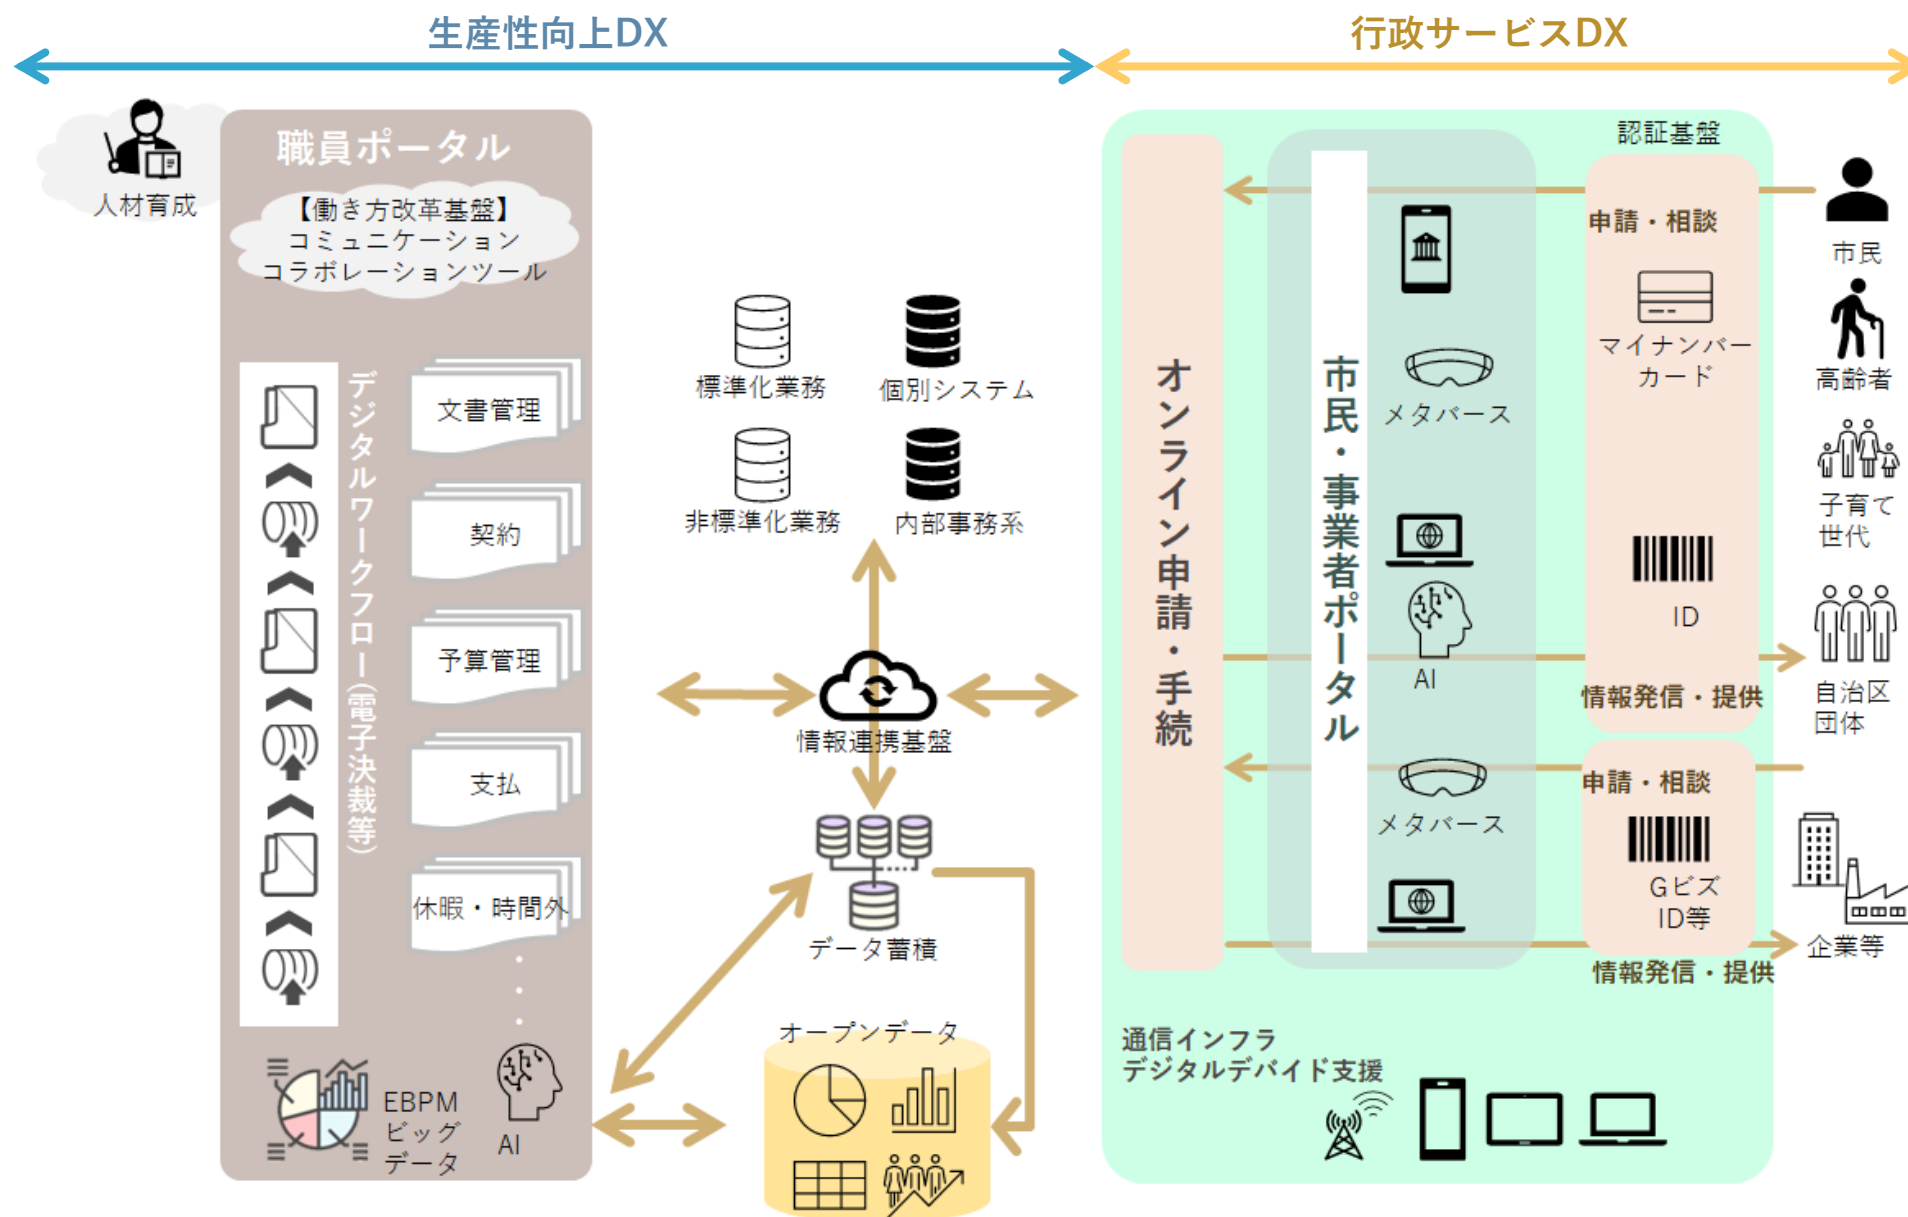 生産性向上DX
行政サービスDX
人材育成
職員ポータル
【働き方改革基盤】
コミュニケーション
コラボレーションツール
デジタルワークフロー(電子決裁等)
文書管理
契約
予算管理
支払
休暇・時間外
・
・
・
EBPM
ビッグ
データ
AI
標準化業務
個別システム
非標準化業務
内部事務系
情報連携基盤
データ蓄積
オープンデータ
オンライン申請・手続
市民・事業者ポータル
メタバース
AI
メタバース
認証基盤
申請・相談
マイナンバー
カード
ID
情報発信・提供
申請・相談
Gビズ
ID等
情報発信・提供
市民
高齢者
子育て
世代
自治区
団体
企業等
通信インフラ
デジタルデバイド支援